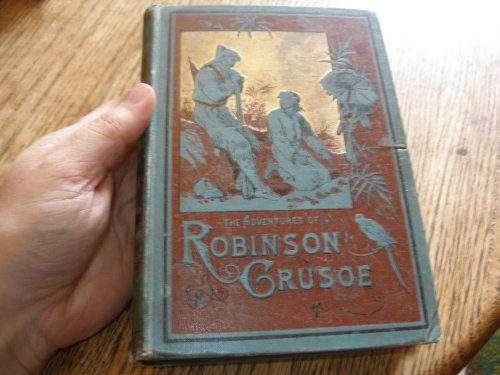 THE ADVENTURES OF
ROBINSON
CRUSOE